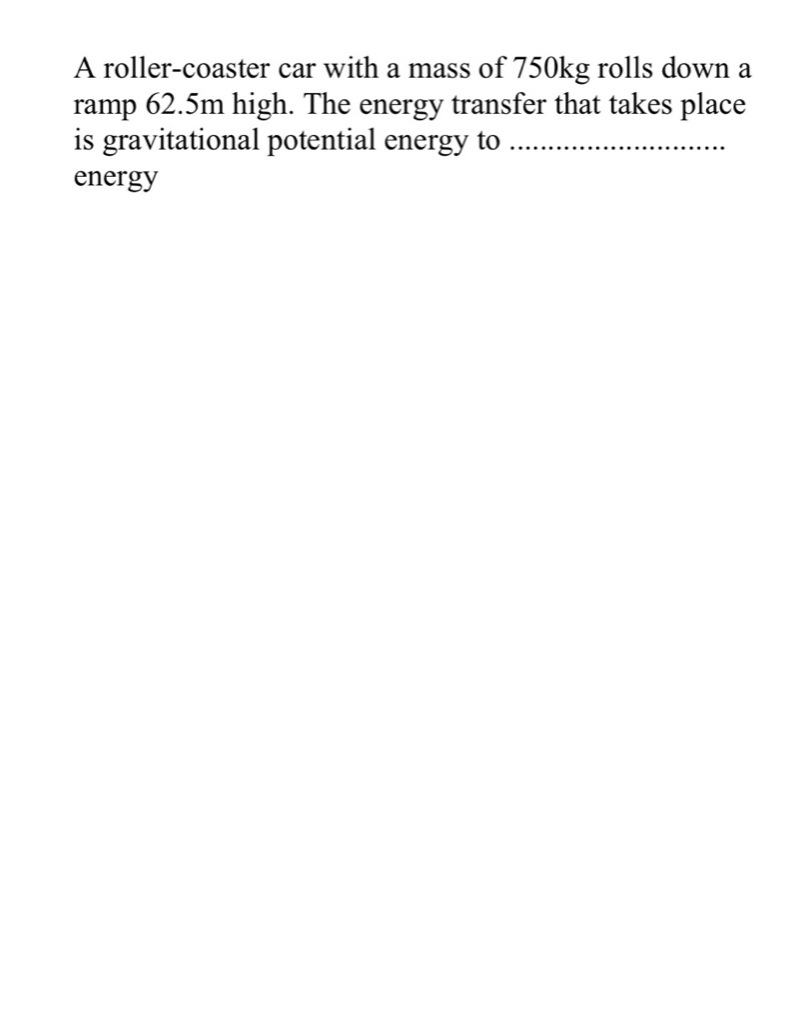 A roller-coaster car with a mass of 750kg rolls down a
ramp 62.5m high. The energy transfer that takes place
is gravitational potential energy to ............................
energy